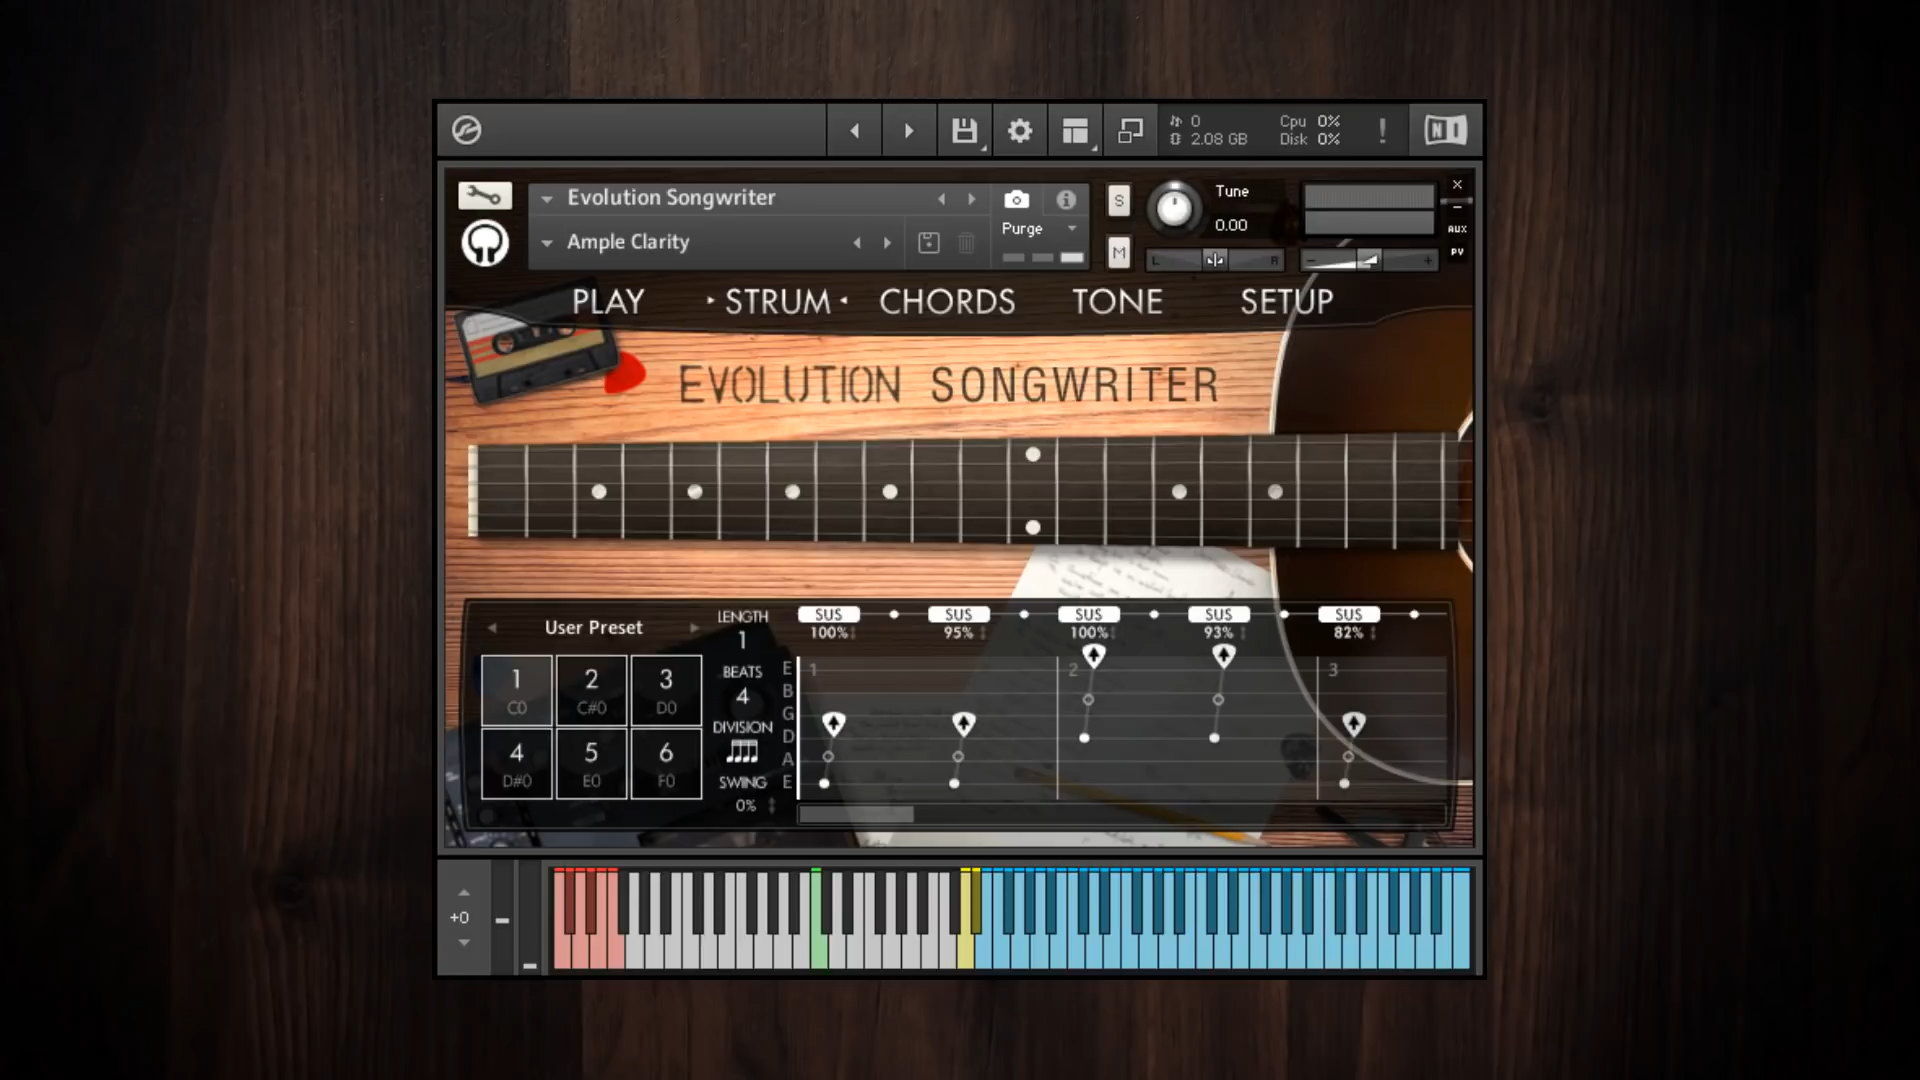 0
2.08 GB
Cpu 0%
Disk 0%
!
NI
Evolution Songwriter
Purge
S
Tune
0.00
X
AUX
PV
Ample Clarity
M
L
R
-
+
PLAY STRUM CHORDS TONE SETUP
EVOLUTION SONGWRITER
User Preset
1
C0
2
C#0
3
D0
4
D#0
5
E0
6
F0
LENGTH
1
BEATS
4
DIVISION
SWING
0%
SUS SUS SUS SUS SUS
100% 95% 100% 93% 82%
E
B
G
D
A
E
1 2 3
+0